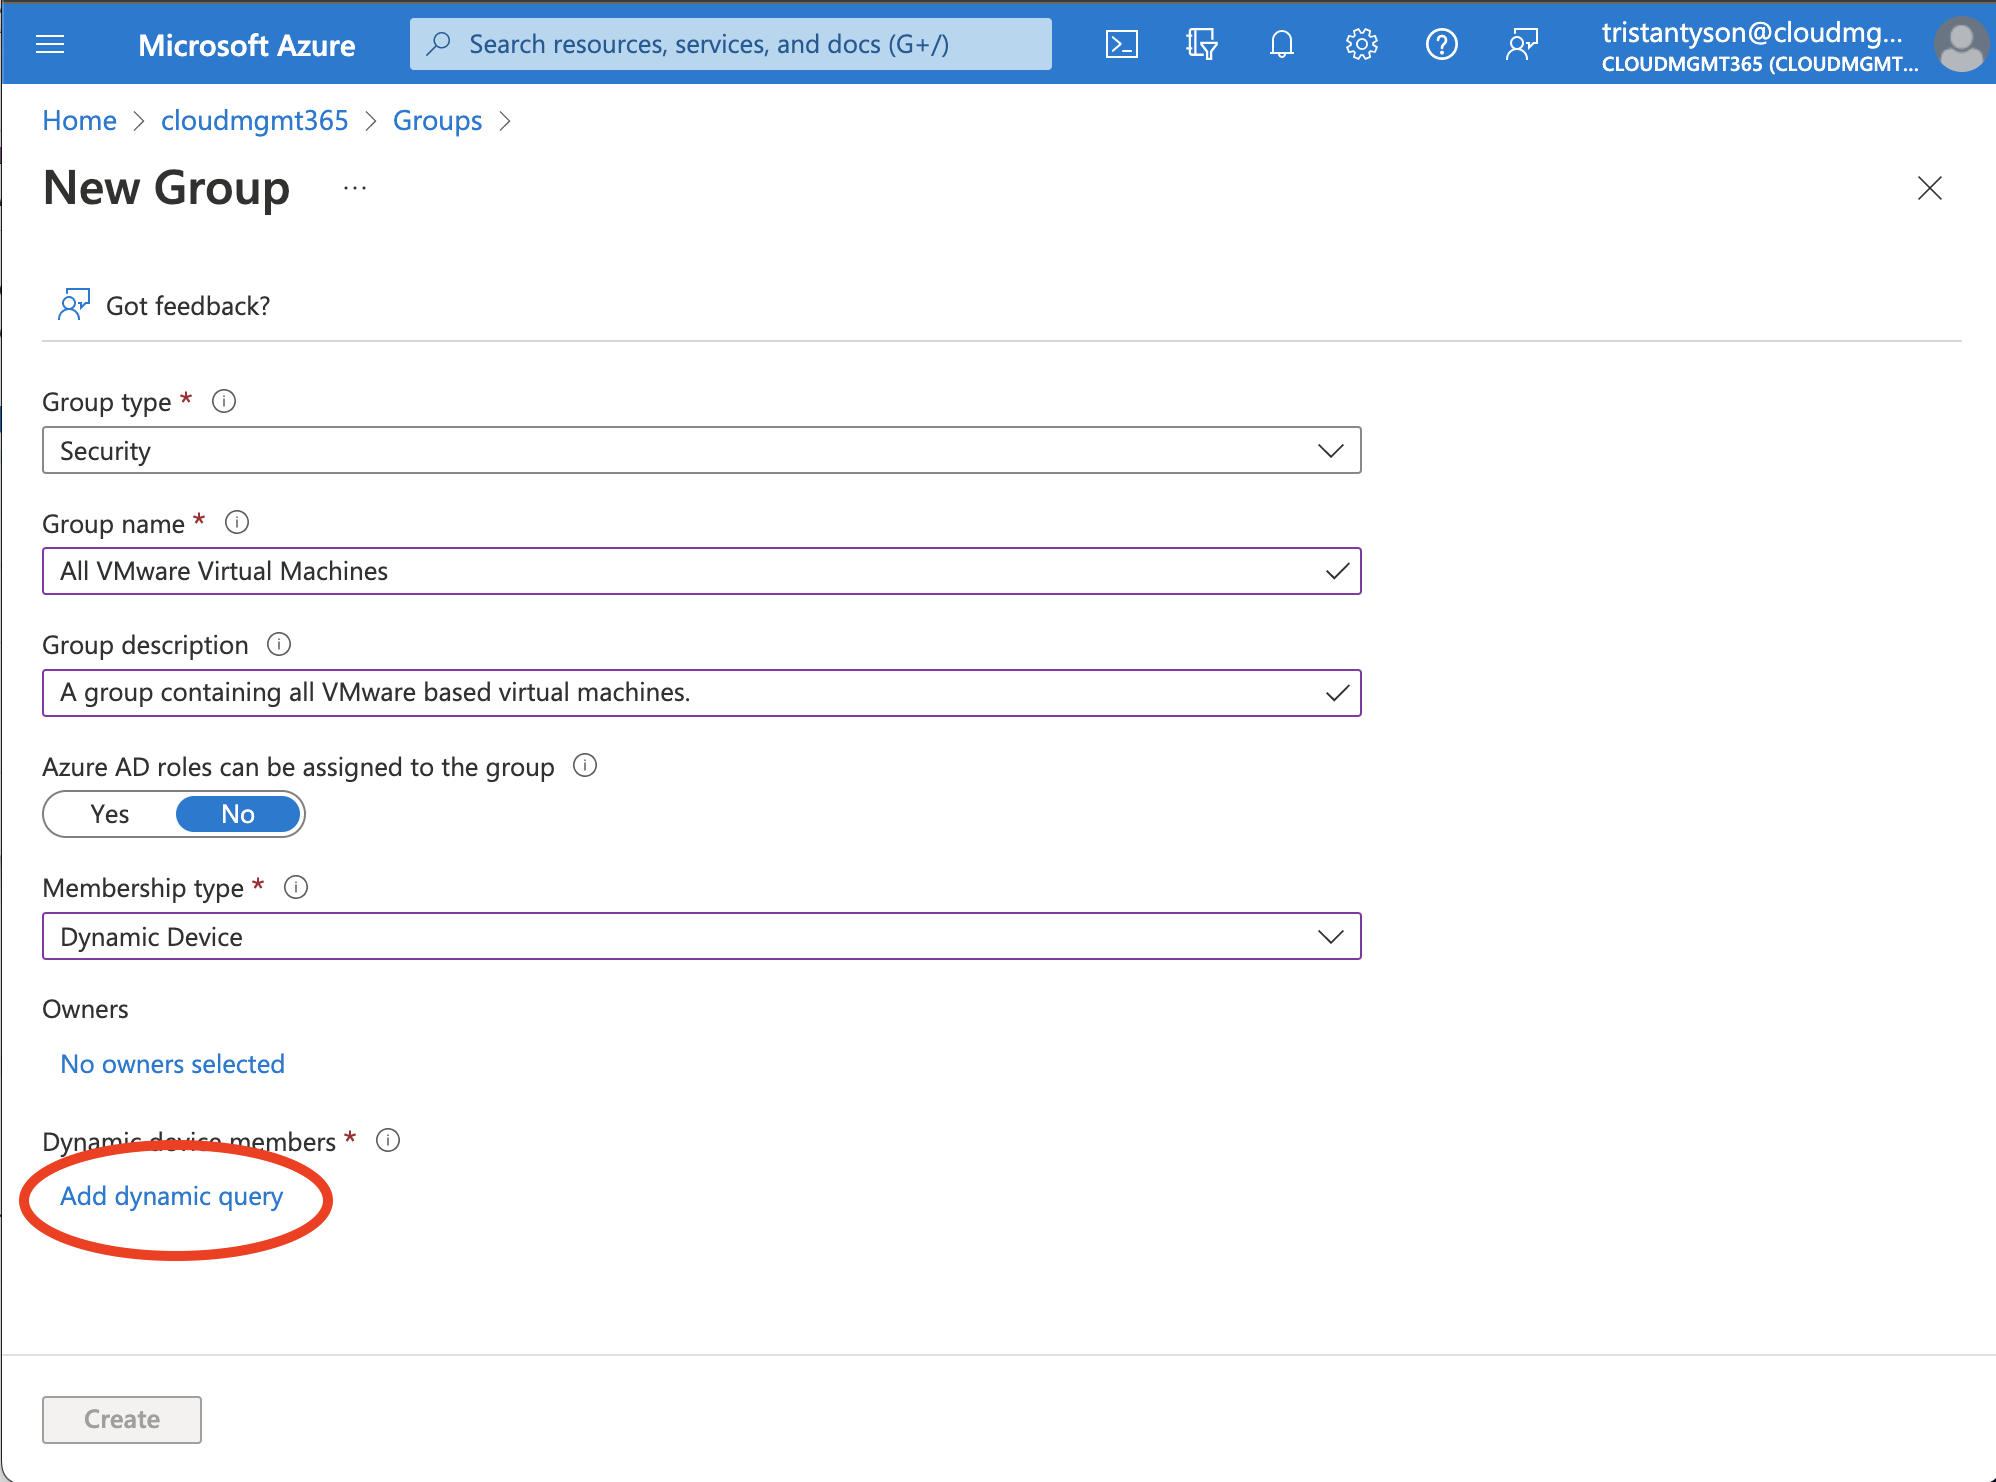 Microsoft Azure
Search resources, services, and docs (G+/)
tristantyson@cloudmg...
CLOUDMGMT365 (CLOUDMGMT...
Home > cloudmgmt365 > Groups >
New Group ...
Got feedback?
Group type *
Security
Group name *
All VMware Virtual Machines
Group description
A group containing all VMware based virtual machines.
Azure AD roles can be assigned to the group
Yes No
Membership type *
Dynamic Device
Owners
No owners selected
Dynamic device members *
Add dynamic query
Create